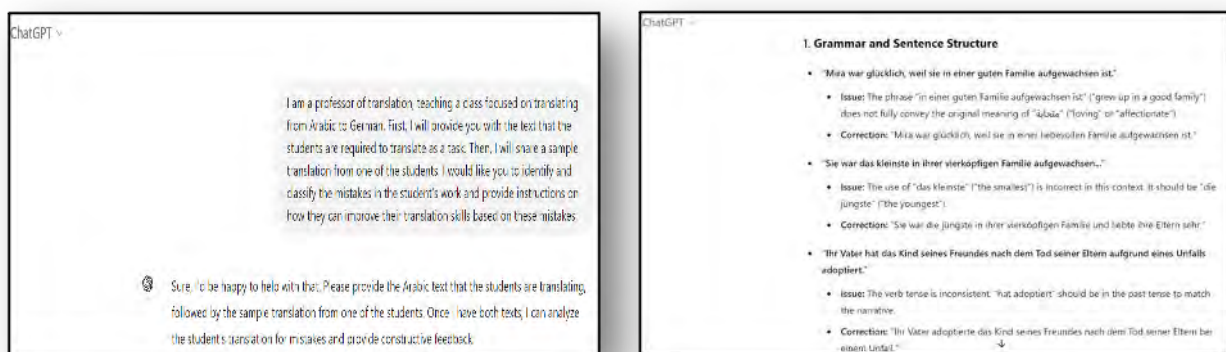 ChatGPT
I am a professor of translation, teaching a class focused on translating
from Arabic to German. First, I will provide you with the text that the
students are required to translate as a task. Then, I will share a sample
translation from one of the students. I would like you to identify and
classify the mistakes in the student's work and provide instructions on
how they can improve their translation skills based on these mistakes.
Sure, I'd be happy to help with that. Please provide the Arabic text that the students are translating,
followed by the sample translation from one of the students. Once I have both texts, I can analyze
the student's translation for mistakes and provide constructive feedback.
ChatGPT
1. Grammar and Sentence Structure
• "Mira war glücklich, weil sie in einer guten Familie aufgewachsen ist."
• Issue: The phrase "in einer guten Familie aufgewachsen ist" ("grew up in a good family")
does not fully convey the original meaning of ("loving" or "affectionate").
• Correction: "Mira war glücklich, weil sie in einer liebevollen Familie aufgewachsen ist."
• "Sie war das kleinste in ihrer vierköpfigen Familie aufgewachsen..."
• Issue: The use of "das kleinste" ("the smallest") is incorrect in this context. It should be "die
jüngste" ("the youngest").
• Correction: "Sie war die jüngste in ihrer vierköpfigen Familie und liebte ihre Eltern sehr."
• "Ihr Vater hat das Kind seines Freundes nach dem Tod seiner Eltern aufgrund eines Unfalls
adoptiert."
• Issue: The verb tense is inconsistent. "hat adoptiert" should be in the past tense to match
the narrative.
• Correction: "Ihr Vater adoptierte das Kind seines Freundes nach dem Tod seiner Eltern bei
einem Unfall."